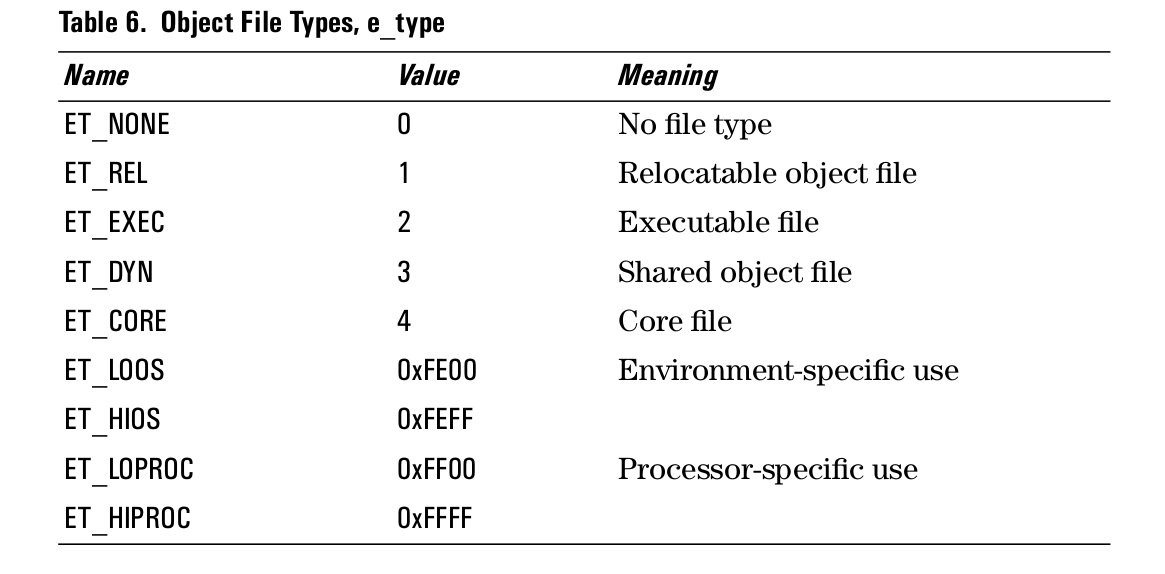 Table 6. Object File Types, e_type
Name Value Meaning
ET_NONE 0 No file type
ET_REL 1 Relocatable object file
ET_EXEC 2 Executable file
ET_DYN 3 Shared object file
ET_CORE 4 Core file
ET_LOOS 0xFE00 Environment-specific use
ET_HIOS 0xFEFF
ET_LOPROC 0xFF00 Processor-specific use
ET_HIPROC 0xFFFF